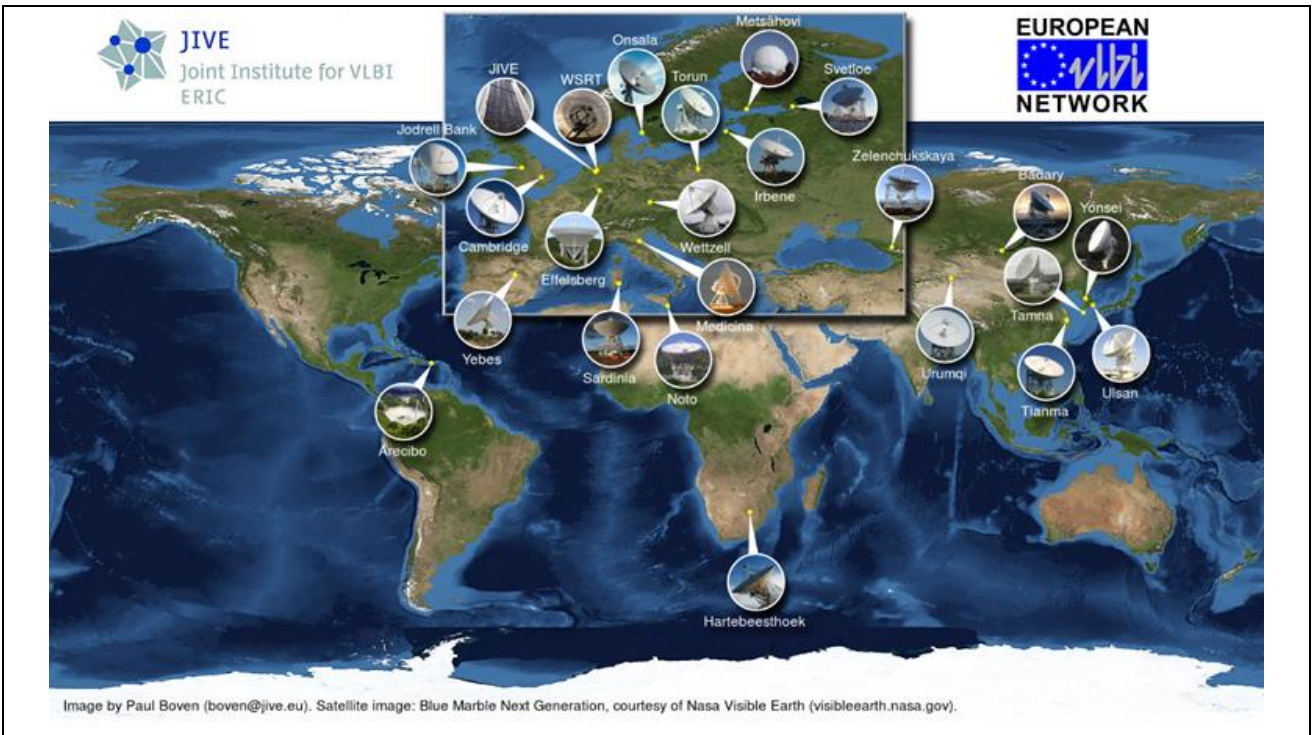 JIVE
Joint Institute for VLBI
ERIC
EUROPEAN
vlbi
NETWORK
Metsähovi
Onsala
JIVE
WSRT
Torun
Svetloe
Jodrell Bank
Zelenchukskaya
Badary
Irbene
Yonsei
Cambridge
Wettzell
Effelsberg
Tamna
Medicina
Yebes
Sardinia
Urumqi
Noto
Ulsan
Tianma
Arecibo
Hartebeesthoek
Image by Paul Boven (boven@jive.eu). Satellite image: Blue Marble Next Generation, courtesy of Nasa Visible Earth (visibleearth.nasa.gov).